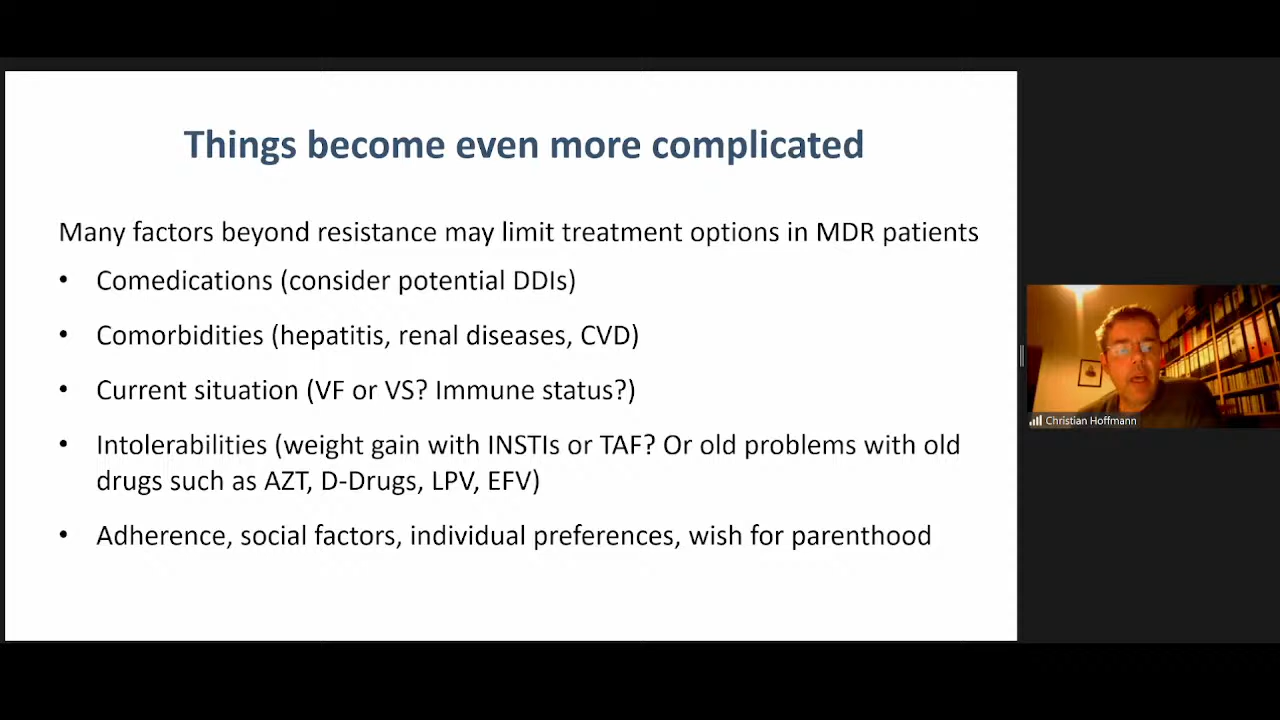 Things become even more complicated
Many factors beyond resistance may limit treatment options in MDR patients
• Comedications (consider potential DDIs)
• Comorbidities (hepatitis, renal diseases, CVD)
• Current situation (VF or VS? Immune status?)
• Intolerabilities (weight gain with INSTIs or TAF? Or old problems with old
drugs such as AZT, D-Drugs, LPV, EFV)
• Adherence, social factors, individual preferences, wish for parenthood
Christian Hoffmann